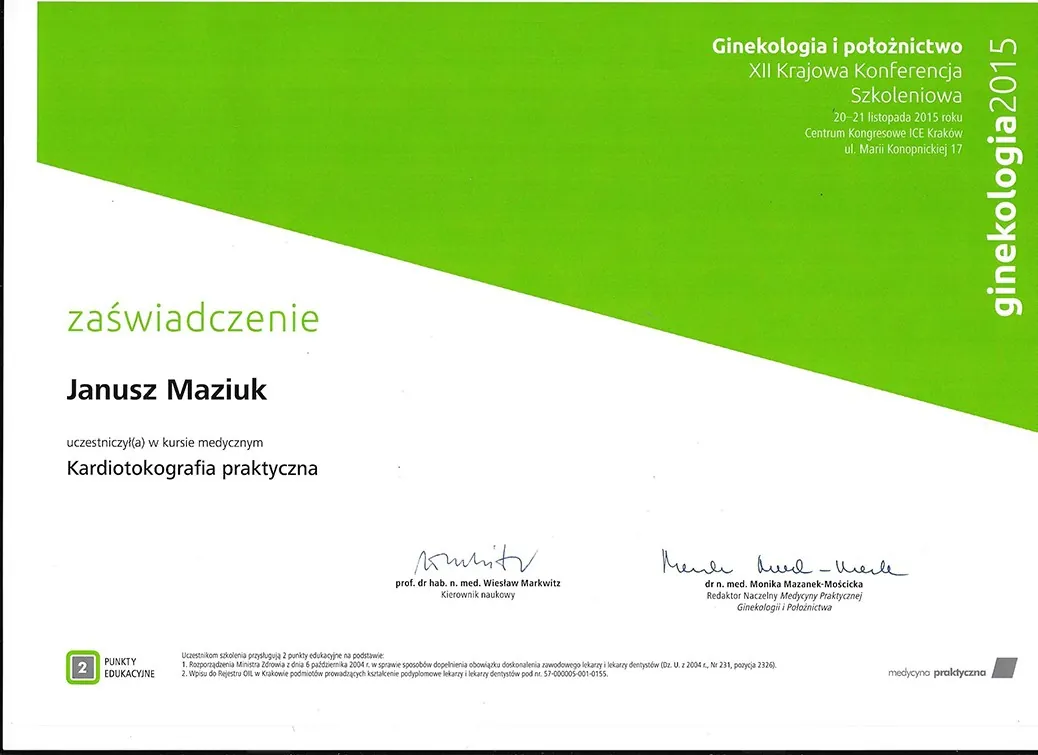 Ginekologia i położnictwo
XII Krajowa Konferencja
Szkoleniowa
20–21 listopada 2015 roku
Centrum Kongresowe ICE Kraków
ul. Marii Konopnickiej 17
ginekologia2015
zaświadczenie
Janusz Maziuk
uczestniczył(a) w kursie medycznym
Kardiotokografia praktyczna
prof. dr hab. n. med. Wiesław Markwitz
Kierownik naukowy
dr n. med. Monika Mazanek-Mościcka
Redaktor Naczelny Medycyny Praktycznej
Ginekologii i Położnictwa
2 PUNKTY
EDUKACYJNE
Uczestnikom szkolenia przysługują 2 punkty edukacyjne na podstawie:
1. Rozporządzenia Ministra Zdrowia z dnia 6 października 2004 r. w sprawie sposobów dopełnienia obowiązku doskonalenia zawodowego lekarzy i lekarzy dentystów (Dz. U. z 2004 r., Nr 231, pozycja 2326).
2. Wpisu do Rejestru OIL w Krakowie podmiotów prowadzących kształcenie podyplomowe lekarzy i lekarzy dentystów pod nr. 57-000005-001-0155.
medycyna praktyczna